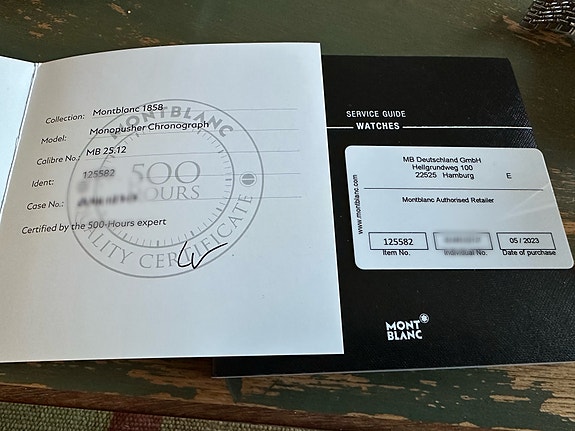 Collection: Montblanc 1858
Model: Monopusher Chronograph
Calibre No.: MB 25.12
Ident: 125582
Case No.:
Certified by the 500-Hours expert
MONTBLANC
500
HOURS
QUALITY CERTIFICATE
SERVICE GUIDE
WATCHES
MB Deutschland GmbH
Hellgrundweg 100
22525 Hamburg E
Montblanc Authorised Retailer
www.montblanc.com
125582 05 / 2023
Item No. Individual No. Date of purchase
MONT
BLANC